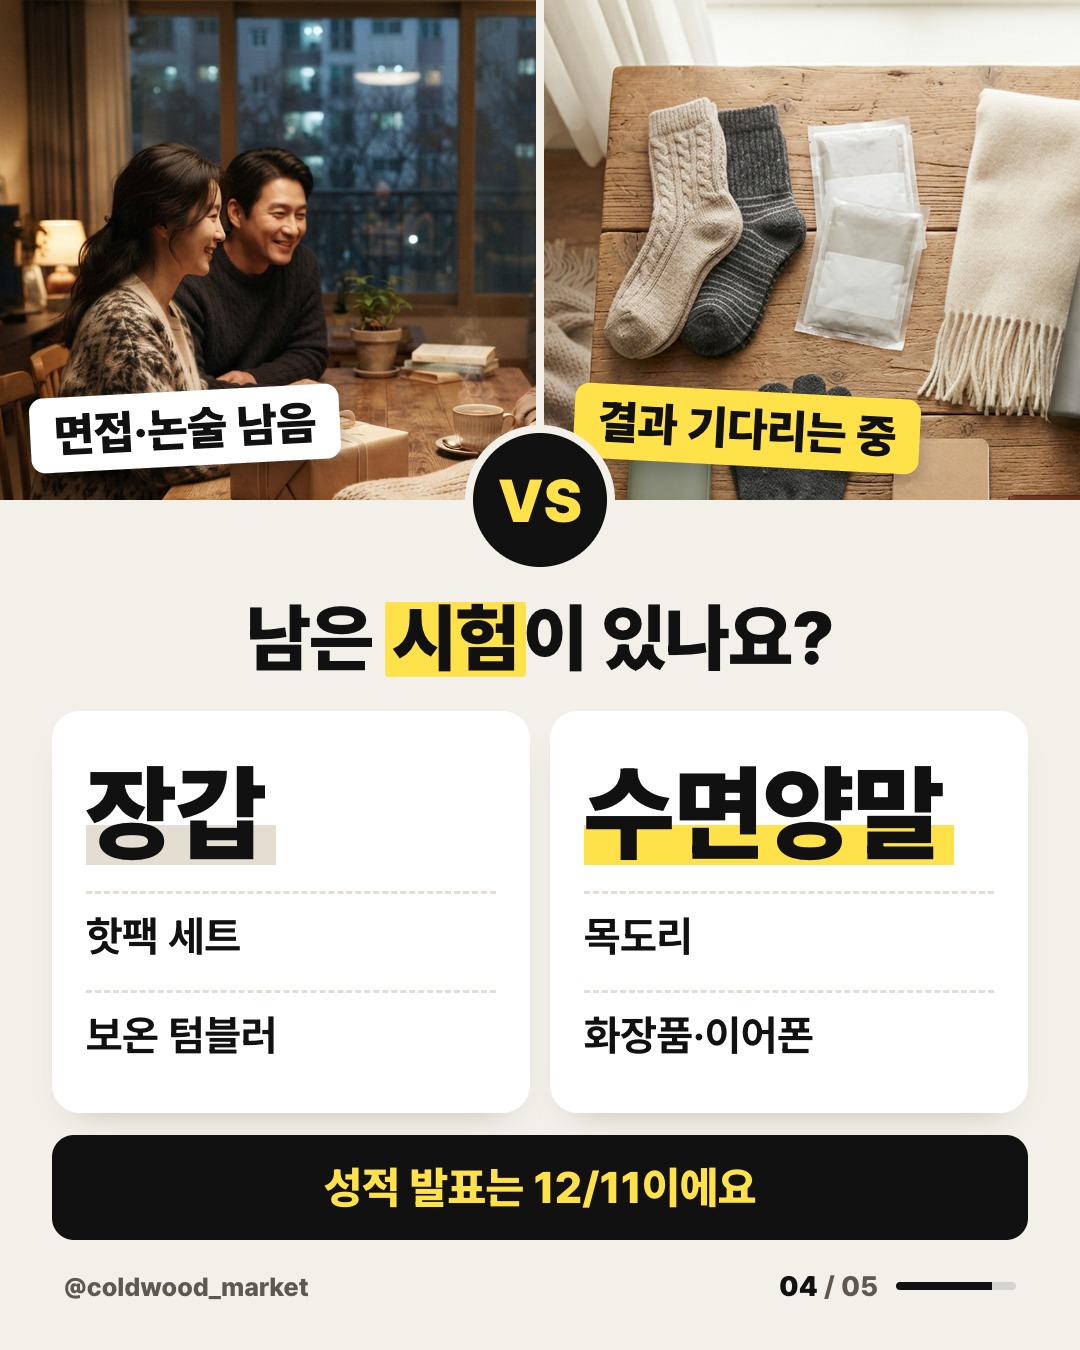 면접·논술 남음
결과 기다리는 중
VS
남은 시험이 있나요?
장갑
핫팩 세트
보온 텀블러
수면양말
목도리
화장품·이어폰
성적 발표는 12/11이에요
@coldwood_market
04 / 05